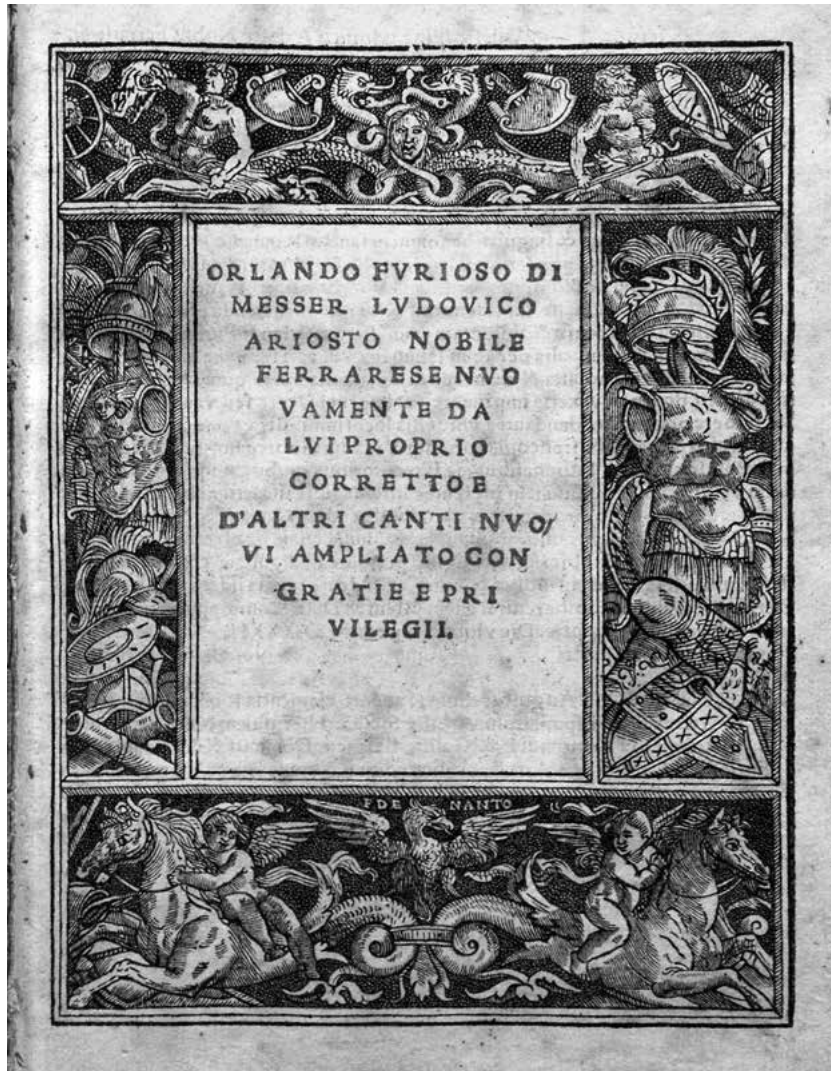 ORLANDO FVRIOSO DI
MESSER LVDOVICO
ARIOSTO NOBILE
FERRARESE NVO
VAMENTE DA
LVI PROPRIO
CORRETTO E
D'ALTRI CANTI NVO/
VI AMPLIATO CON
GRATIE E PRI
VILEGII.
F DE NANTO